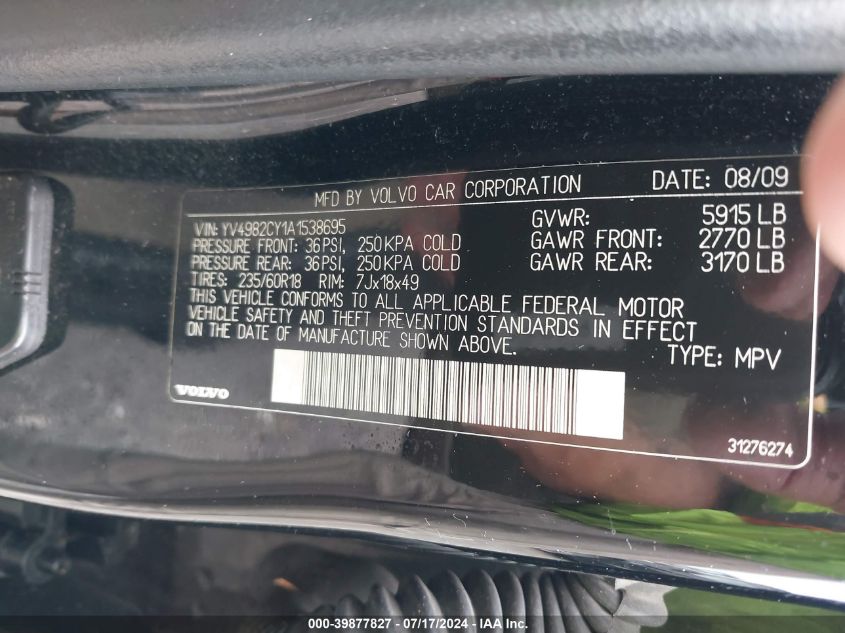 MFD BY VOLVO CAR CORPORATION DATE: 08/09
VIN: YV4982CY1A1538695 GVWR: 5915 LB
PRESSURE FRONT: 36PSI, 250KPA COLD GAWR FRONT: 2770 LB
PRESSURE REAR: 36PSI, 250KPA COLD GAWR REAR: 3170 LB
TIRES: 235/60R18 RIM: 7Jx18x49
THIS VEHICLE CONFORMS TO ALL APPLICABLE FEDERAL MOTOR
VEHICLE SAFETY AND THEFT PREVENTION STANDARDS IN EFFECT
ON THE DATE OF MANUFACTURE SHOWN ABOVE.
TYPE: MPV
VOLVO
31276274
000-39877827 / 07/17/2024 - IAA Inc.